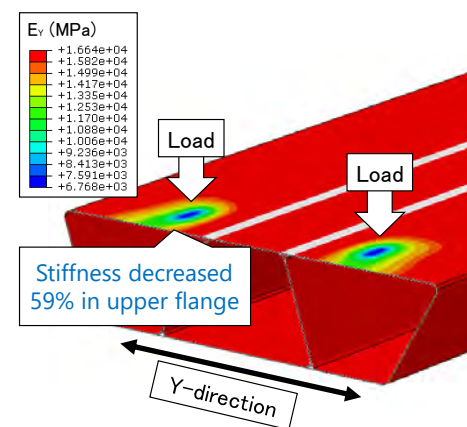 Eʏ (MPa)
+1.664e+04
+1.582e+04
+1.499e+04
+1.417e+04
+1.335e+04
+1.253e+04
+1.170e+04
+1.088e+04
+1.006e+04
+9.236e+03
+8.413e+03
+7.591e+03
+6.768e+03
Load
Load
Stiffness decreased
59% in upper flange
Y-direction